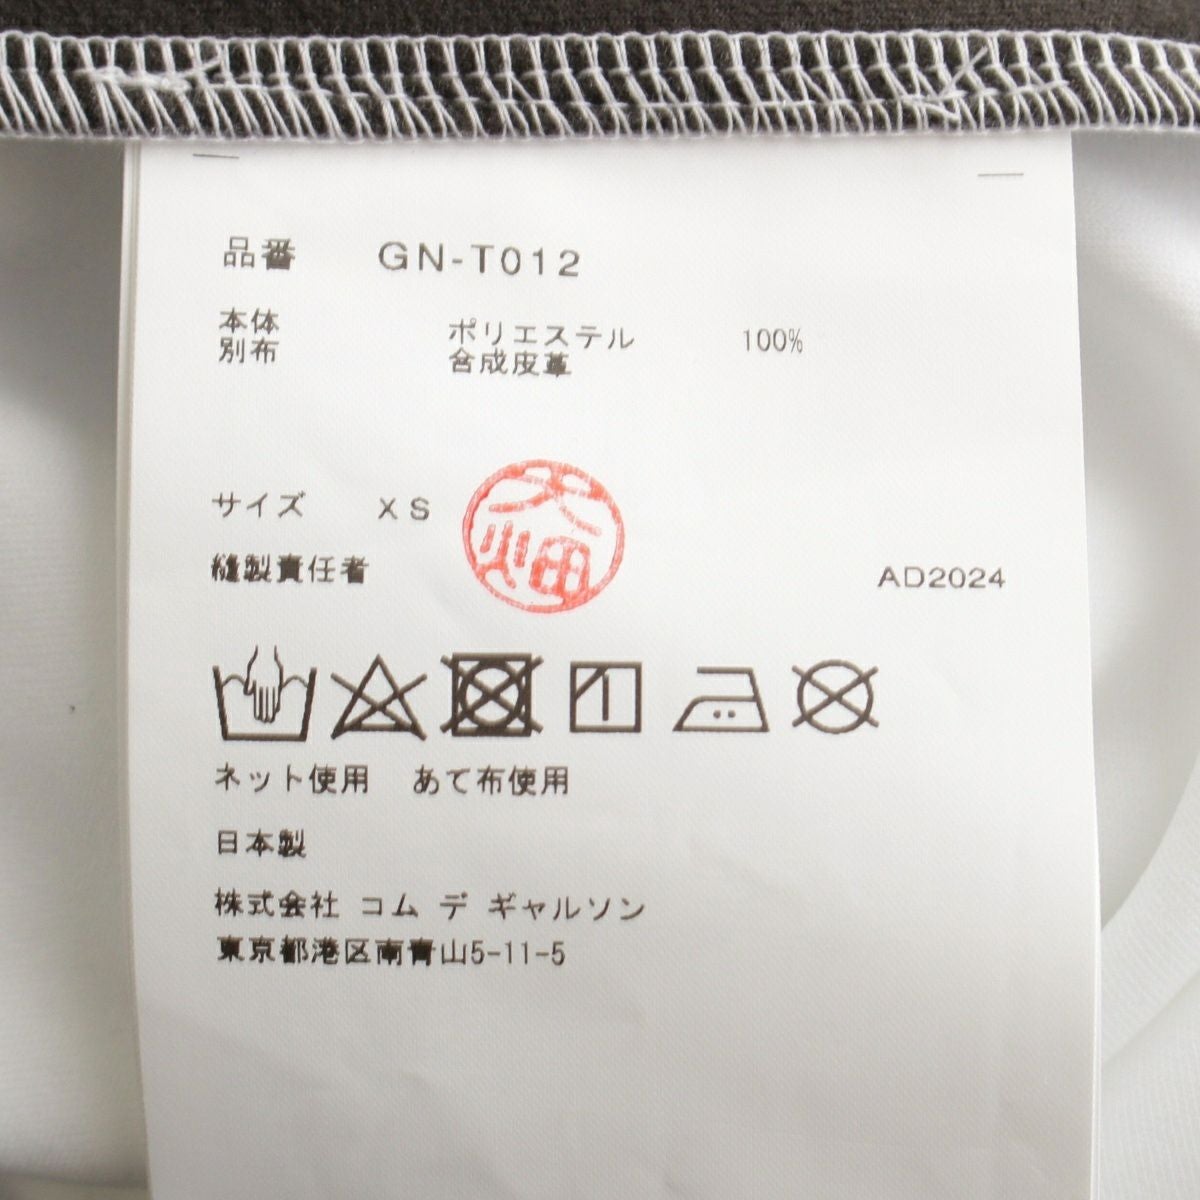 品番 GN-T012
本体 ポリエステル 100%
別布 合成皮革
サイズ XS
大畑
縫製責任者 AD2024
ネット使用 あて布使用
日本製
株式会社 コム デ ギャルソン
東京都港区南青山5-11-5